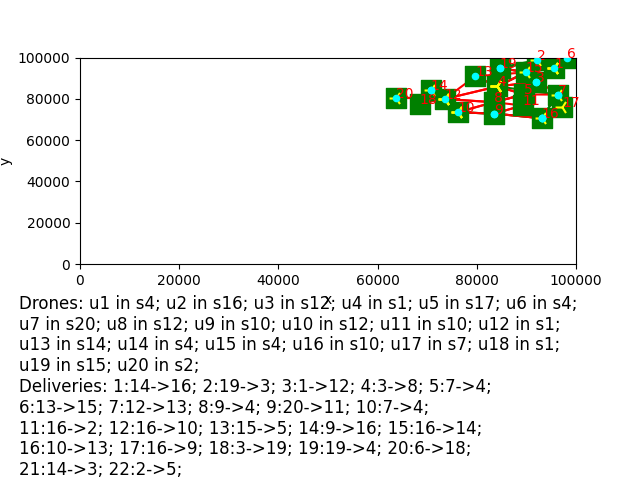 100000
80000
60000
40000
20000
0
y
0 20000 40000 60000 80000 100000
x
2
6
Drones: u1 in s4; u2 in s16; u3 in s12; u4 in s1; u5 in s17; u6 in s4;
u7 in s20; u8 in s12; u9 in s10; u10 in s12; u11 in s10; u12 in s1;
u13 in s14; u14 in s4; u15 in s4; u16 in s10; u17 in s7; u18 in s1;
u19 in s15; u20 in s2;
Deliveries: 1:14->16; 2:19->3; 3:1->12; 4:3->8; 5:7->4;
6:13->15; 7:12->13; 8:9->4; 9:20->11; 10:7->4;
11:16->2; 12:16->10; 13:15->5; 14:9->16; 15:16->14;
16:10->13; 17:16->9; 18:3->19; 19:19->4; 20:6->18;
21:14->3; 22:2->5;